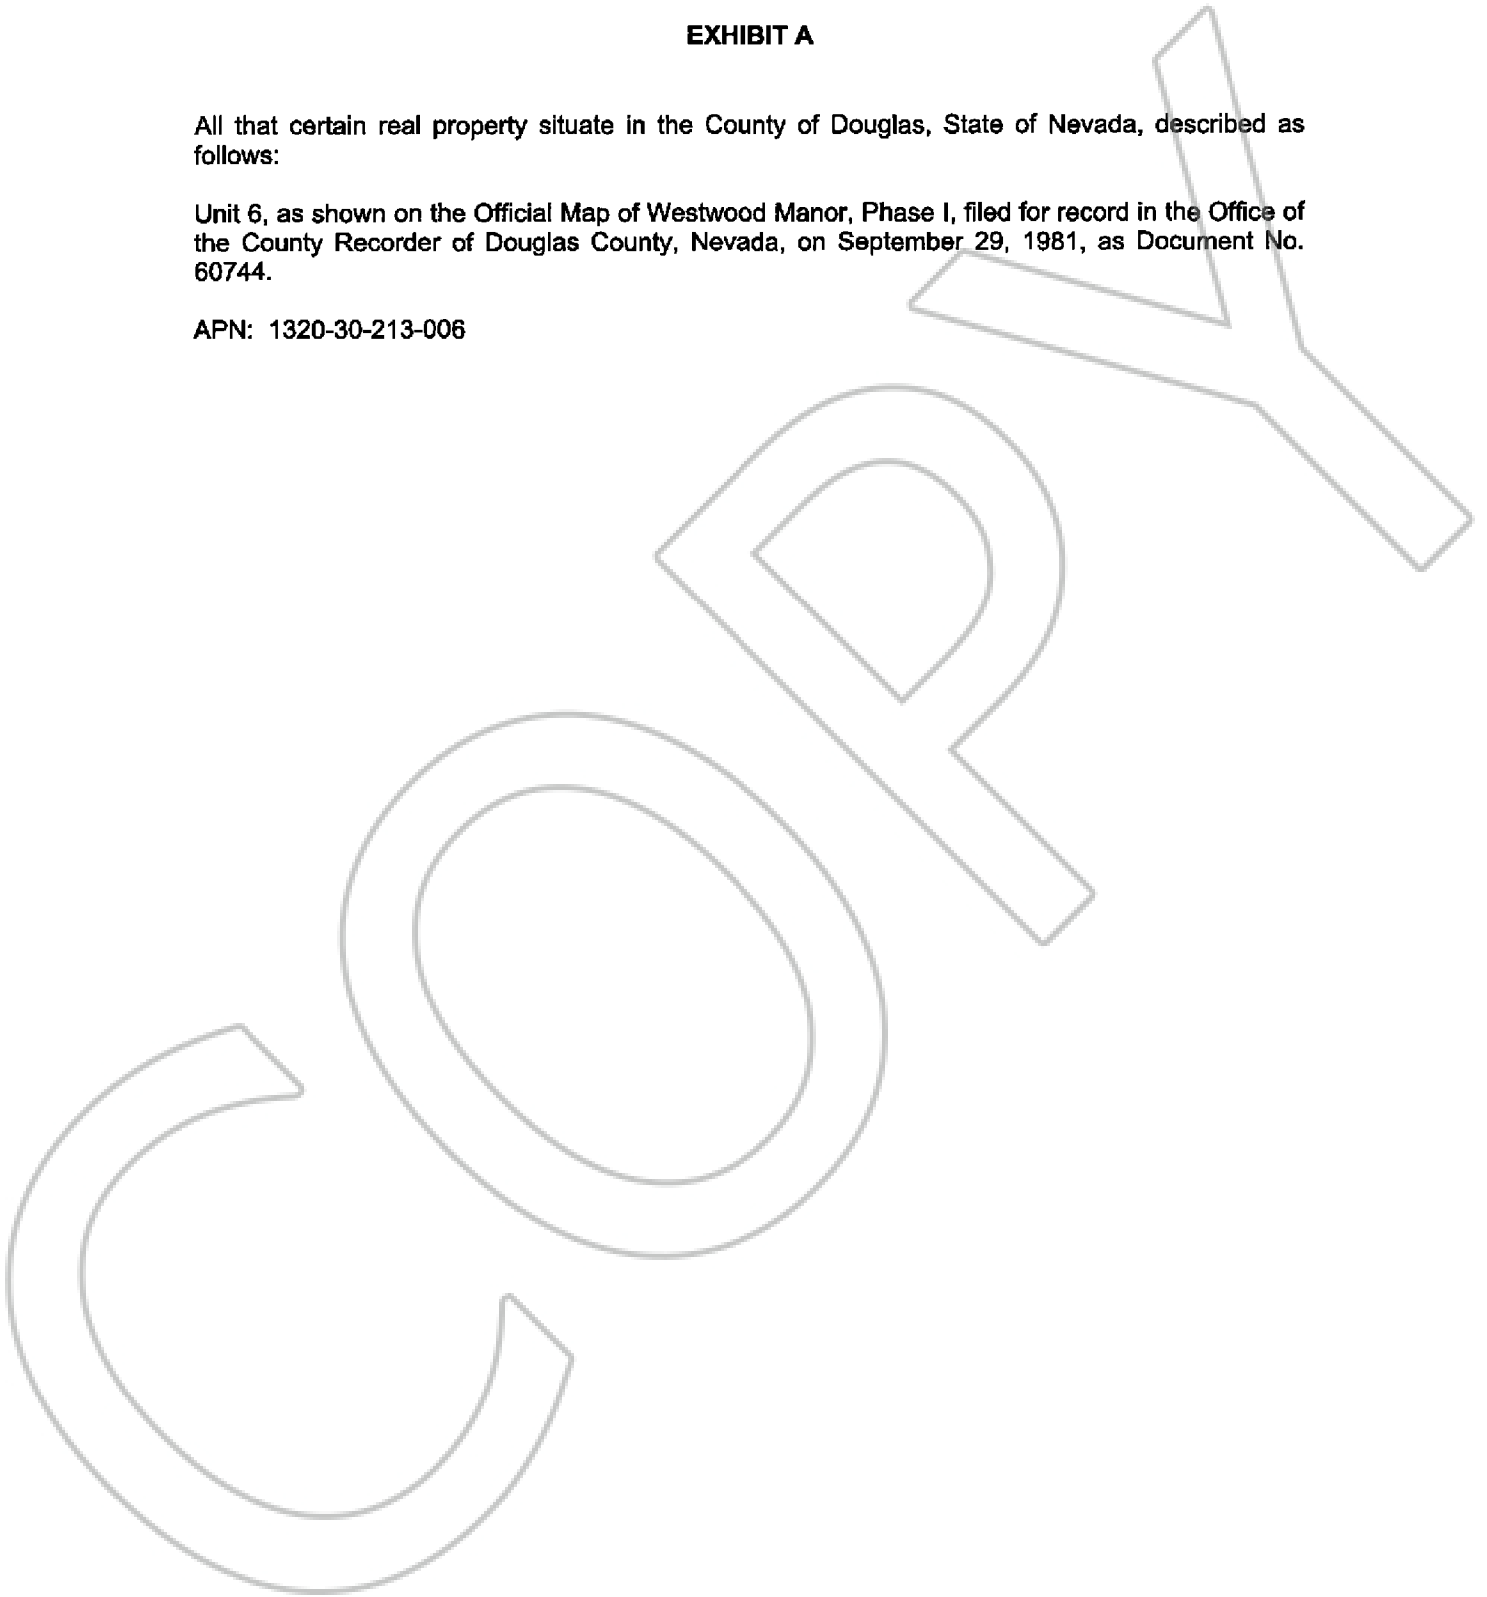 EXHIBIT A
All that certain real property situate in the County of Douglas, State of Nevada, described as
follows:
Unit 6, as shown on the Official Map of Westwood Manor, Phase I, filed for record in the Office of
the County Recorder of Douglas County, Nevada, on September 29, 1981, as Document No.
60744.
APN: 1320-30-213-006
COPY